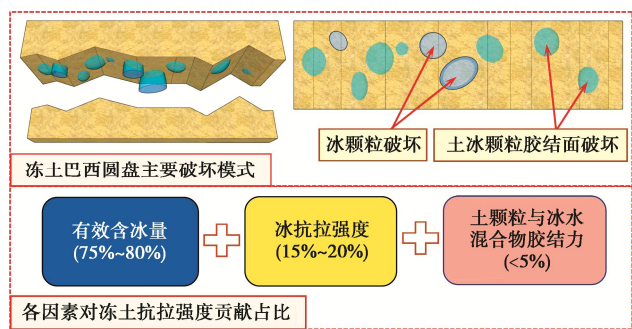 冰颗粒破坏
土冰颗粒胶结面破坏
冻土巴西圆盘主要破坏模式
有效含冰量
(75%~80%)
冰抗拉强度
(15%~20%)
土颗粒与冰水
混合物胶结力
(<5%)
各因素对冻土抗拉强度贡献占比